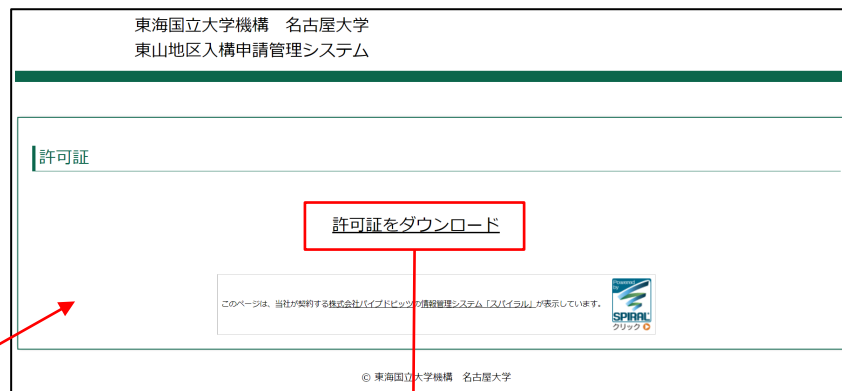 東海国立大学機構 名古屋大学
東山地区入構申請管理システム
許可証
許可証をダウンロード
このページは、当社が契約する株式会社パイプドビッツの情報管理システム「スパイラル」が表示しています。
Powered by
SPIRAL
クリック
© 東海国立大学機構 名古屋大学